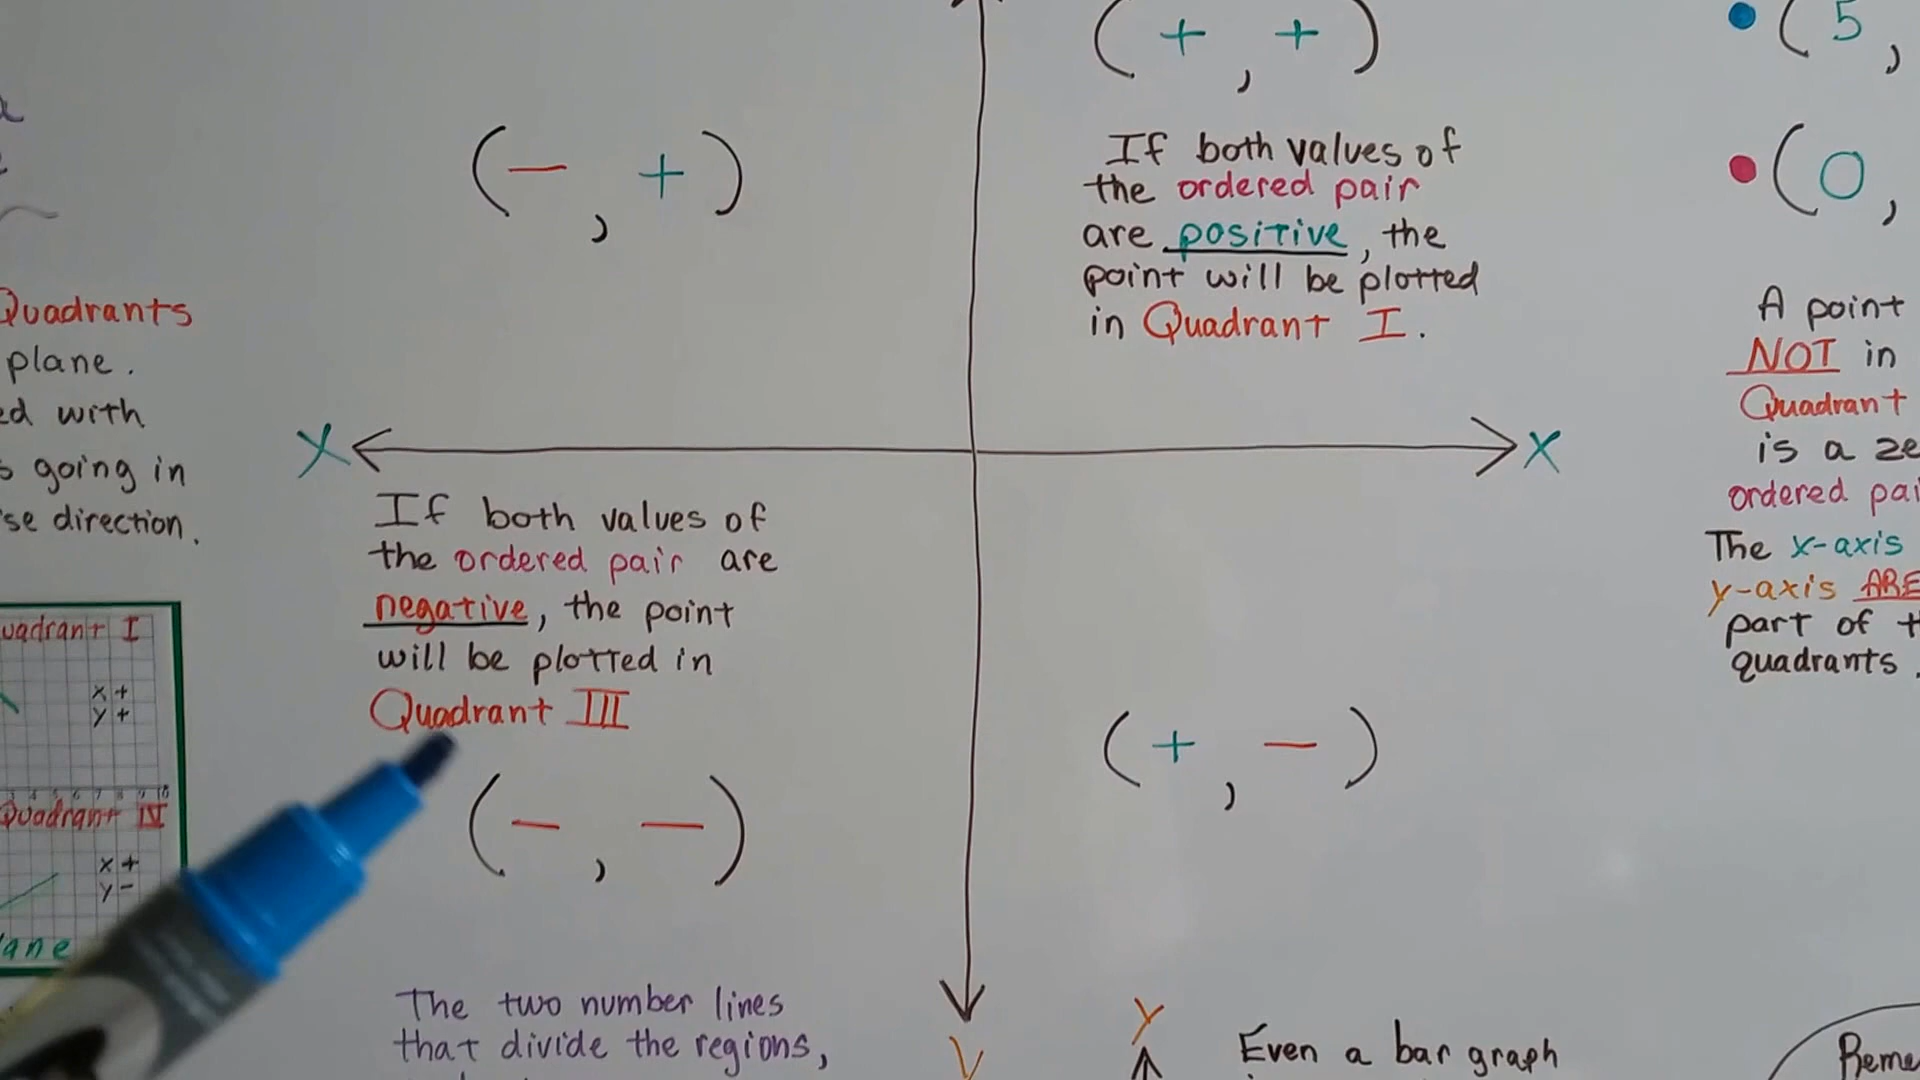 Quadrants
plane.
with
going in
direction.
Quadrant I
x +
y +
Quadrant IV
x +
y -
(-, +)
(+, +)
If both values of
the ordered pair
are positive, the
point will be plotted
in Quadrant I.
X
X
If both values of
the ordered pair are
negative, the point
will be plotted in
Quadrant III
(-, -)
(+, -)
The two number lines
that divide the regions,
y
Even a bar graph
(5,
(0,
A point
NOT in
Quadrant
is a
ordered
The x-axis
y-axis ARE
part of
quadrants.